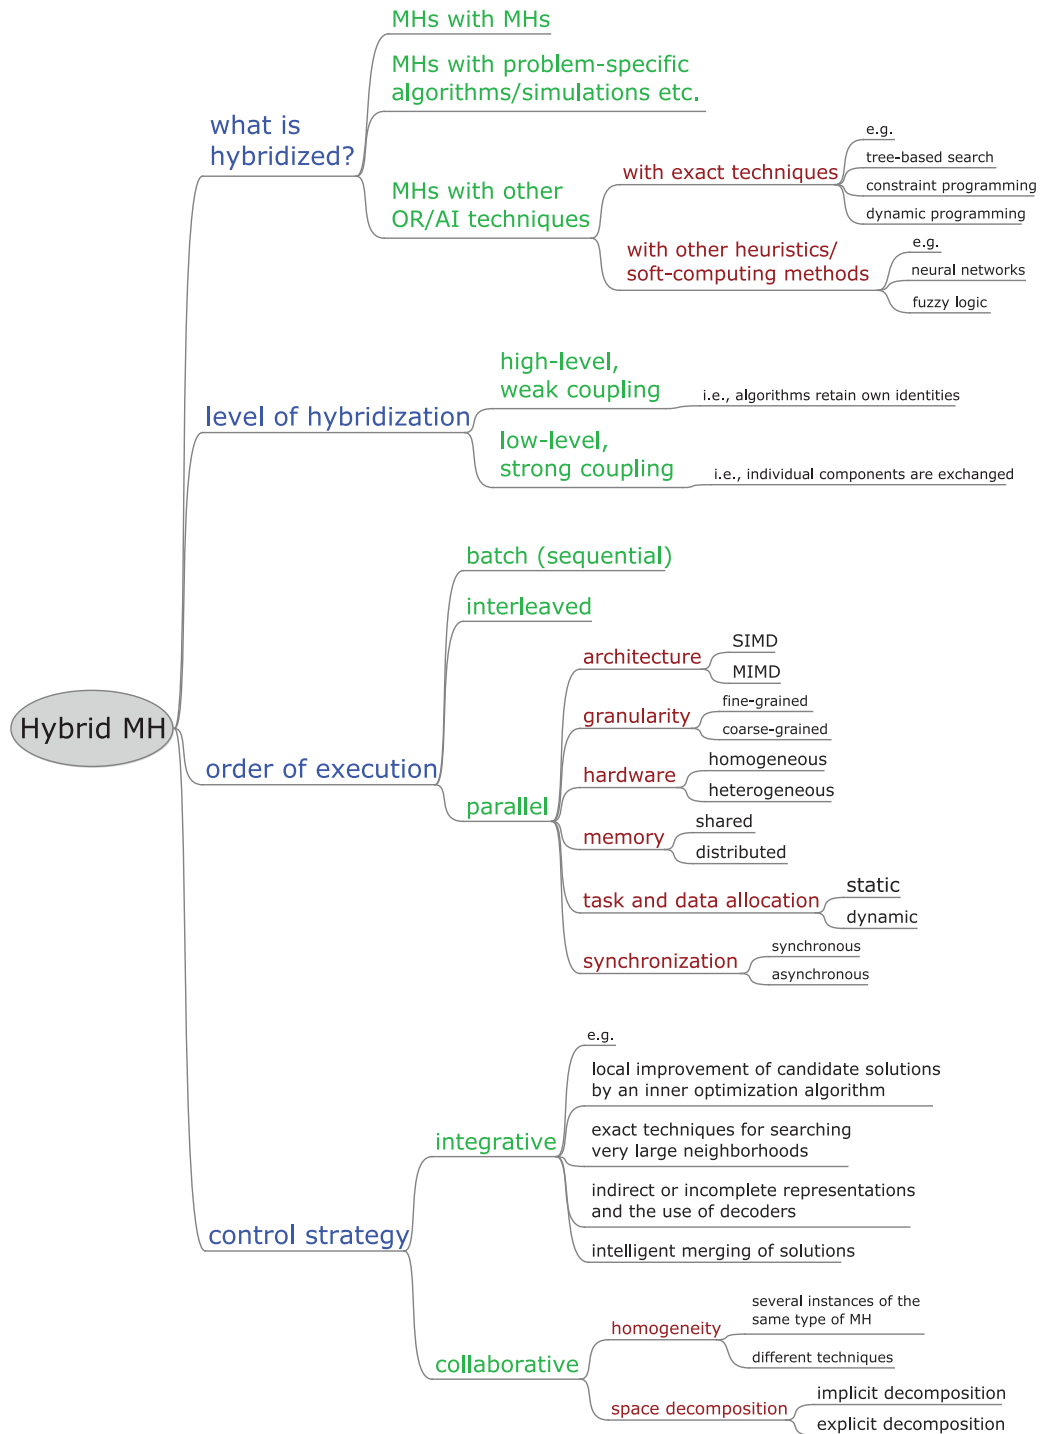 Hybrid MH
what is
hybridized?
MHs with MHs
MHs with problem-specific
algorithms/simulations etc.
MHs with other
OR/AI techniques
with exact techniques
e.g.
tree-based search
constraint programming
dynamic programming
with other heuristics/
soft-computing methods
e.g.
neural networks
fuzzy logic
level of hybridization
high-level,
weak coupling
i.e., algorithms retain own identities
low-level,
strong coupling
i.e., individual components are exchanged
order of execution
batch (sequential)
interleaved
parallel
architecture
SIMD
MIMD
granularity
fine-grained
coarse-grained
hardware
homogeneous
heterogeneous
memory
shared
distributed
task and data allocation
static
dynamic
synchronization
synchronous
asynchronous
control strategy
integrative
e.g.
local improvement of candidate solutions
by an inner optimization algorithm
exact techniques for searching
very large neighborhoods
indirect or incomplete representations
and the use of decoders
intelligent merging of solutions
collaborative
homogeneity
several instances of the
same type of MH
different techniques
space decomposition
implicit decomposition
explicit decomposition